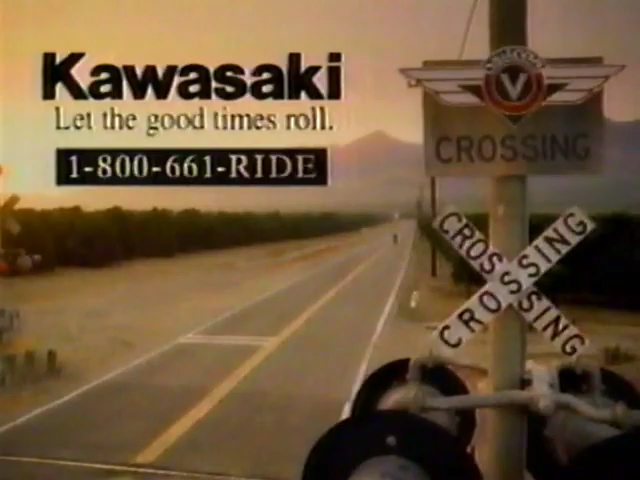 Kawasaki
Let the good times roll.
1-800-661-RIDE
V
CROSSING
CROSSING
CROSSING